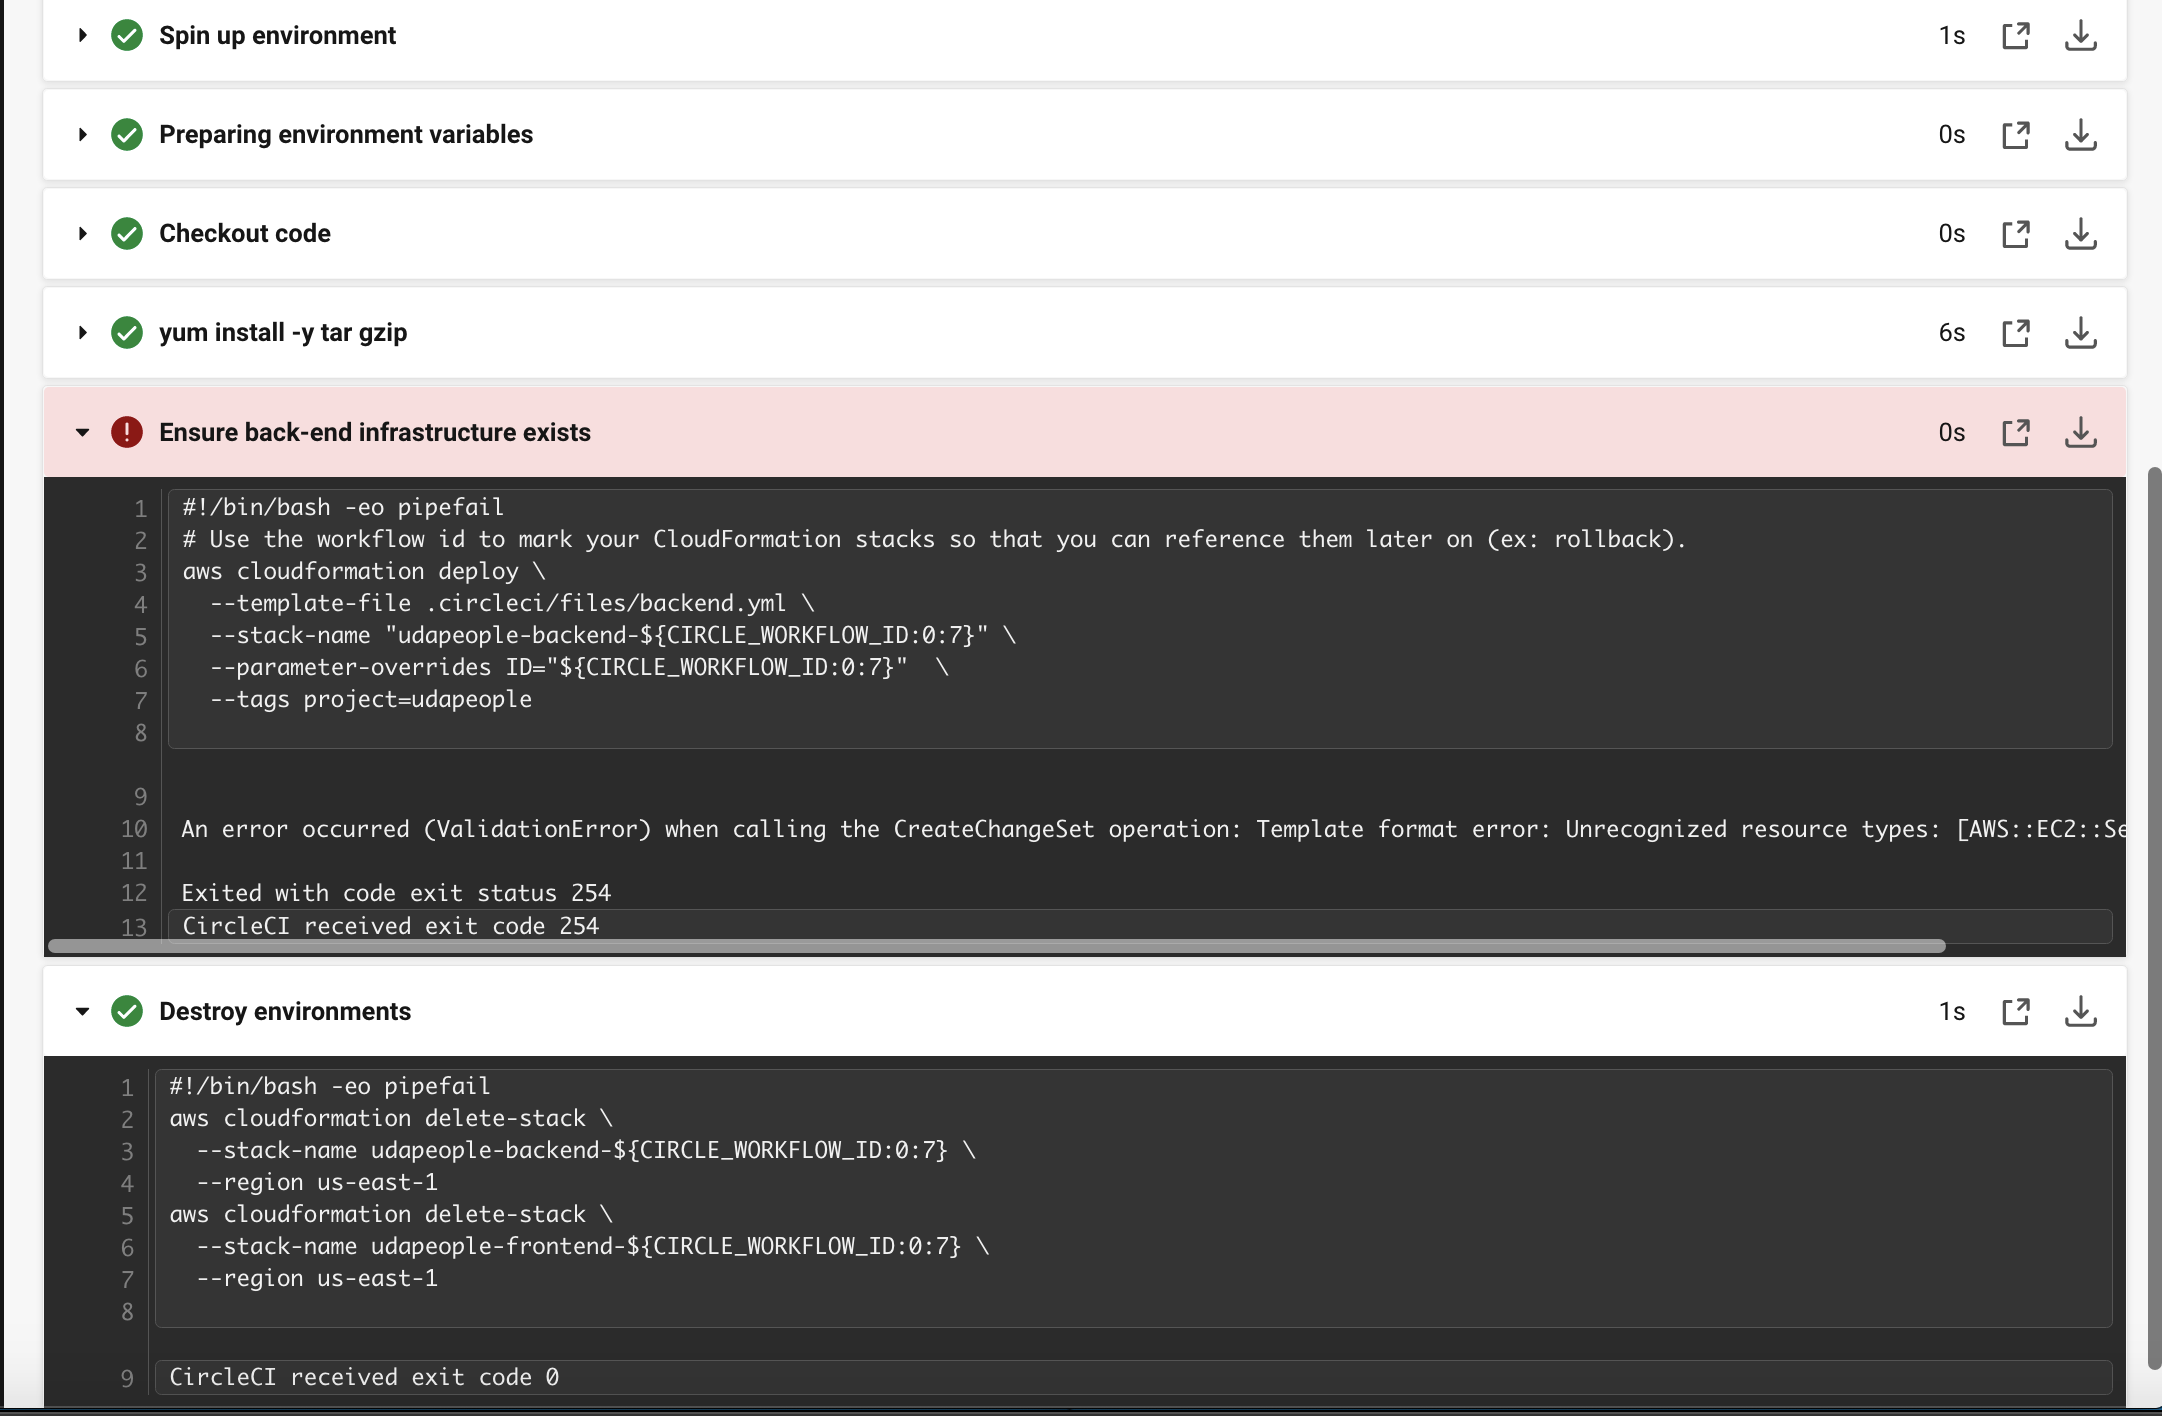 Spin up environment 1s
Preparing environment variables 0s
Checkout code 0s
yum install -y tar gzip 6s
Ensure back-end infrastructure exists 0s
1 #!/bin/bash -eo pipefail
2 # Use the workflow id to mark your CloudFormation stacks so that you can reference them later on (ex: rollback).
3 aws cloudformation deploy \
4   --template-file .circleci/files/backend.yml \
5   --stack-name "udapeople-backend-${CIRCLE_WORKFLOW_ID:0:7}" \
6   --parameter-overrides ID="${CIRCLE_WORKFLOW_ID:0:7}"  \
7   --tags project=udapeople
8
9
10 An error occurred (ValidationError) when calling the CreateChangeSet operation: Template format error: Unrecognized resource types: [AWS::EC2::Se
11
12 Exited with code exit status 254
13 CircleCI received exit code 254
Destroy environments 1s
1 #!/bin/bash -eo pipefail
2 aws cloudformation delete-stack \
3   --stack-name udapeople-backend-${CIRCLE_WORKFLOW_ID:0:7} \
4   --region us-east-1
5 aws cloudformation delete-stack \
6   --stack-name udapeople-frontend-${CIRCLE_WORKFLOW_ID:0:7} \
7   --region us-east-1
8
9 CircleCI received exit code 0